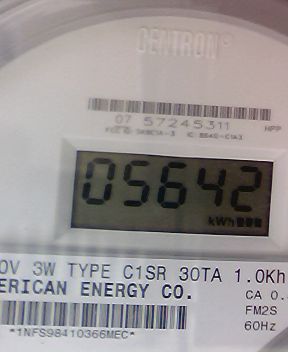 CENTRON®
07 57245311 HPP
05642
kWh
0V 3W TYPE C1SR 30TA 1.0Kh
ERICAN ENERGY CO.
CA 0.
FM2S
60Hz
*1NFS98410366MEC*